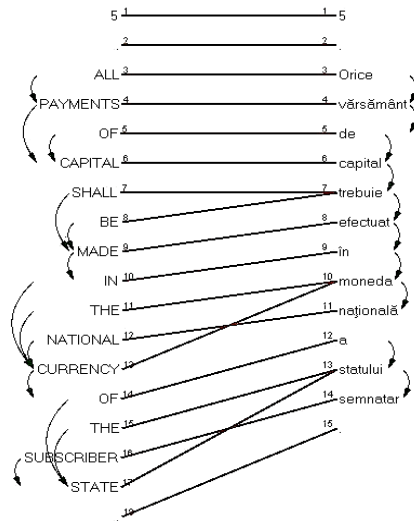 5 1 1 5
. 2 2 .
ALL 3 3 Orice
PAYMENTS 4 4 vărsământ
OF 5 5 de
CAPITAL 6 6 capital
SHALL 7 7 trebuie
BE 8 8 efectuat
MADE 9 9 în
IN 10 10 moneda
THE 11 11 naţională
NATIONAL 12 12 a
CURRENCY 13 13 statului
OF 14 14 semnatar
THE 15 15 .
SUBSCRIBER 16
STATE 17